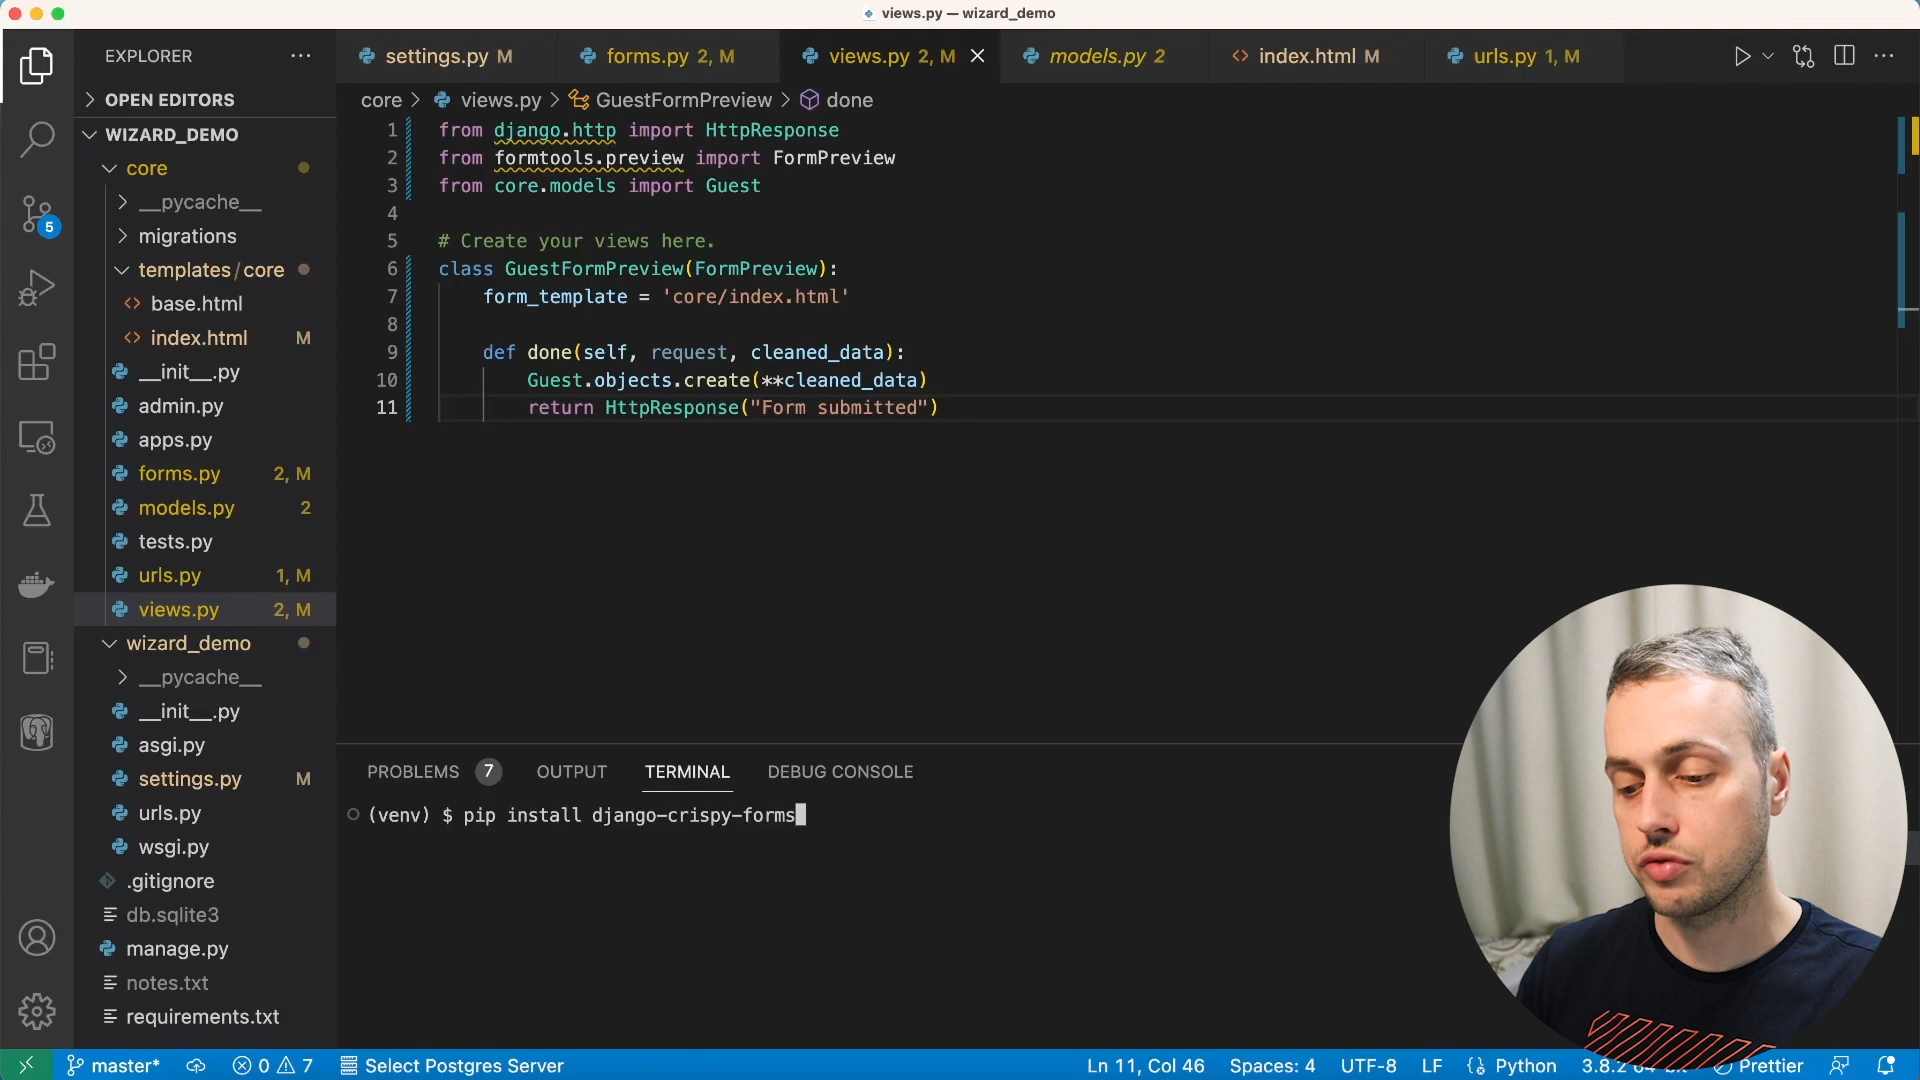 views.py — wizard_demo
EXPLORER
settings.py M
forms.py 2, M
views.py 2, M
models.py 2
index.html M
urls.py 1, M
OPEN EDITORS
core > views.py > GuestFormPreview > done
WIZARD_DEMO
core
__pycache__
migrations
templates/core
base.html
index.html M
__init__.py
admin.py
apps.py
forms.py 2, M
models.py 2
tests.py
urls.py 1, M
views.py 2, M
wizard_demo
__pycache__
__init__.py
asgi.py
settings.py M
urls.py
wsgi.py
.gitignore
db.sqlite3
manage.py
notes.txt
requirements.txt
5
1 from django.http import HttpResponse
2 from formtools.preview import FormPreview
3 from core.models import Guest
4
5 # Create your views here.
6 class GuestFormPreview(FormPreview):
7 form_template = 'core/index.html'
8
9 def done(self, request, cleaned_data):
10 Guest.objects.create(**cleaned_data)
11 return HttpResponse("Form submitted")
PROBLEMS 7 OUTPUT TERMINAL DEBUG CONSOLE
(venv) $ pip install django-crispy-forms
master* 0 7 Select Postgres Server Ln 11, Col 46 Spaces: 4 UTF-8 LF Python 3.8.2 Prettier